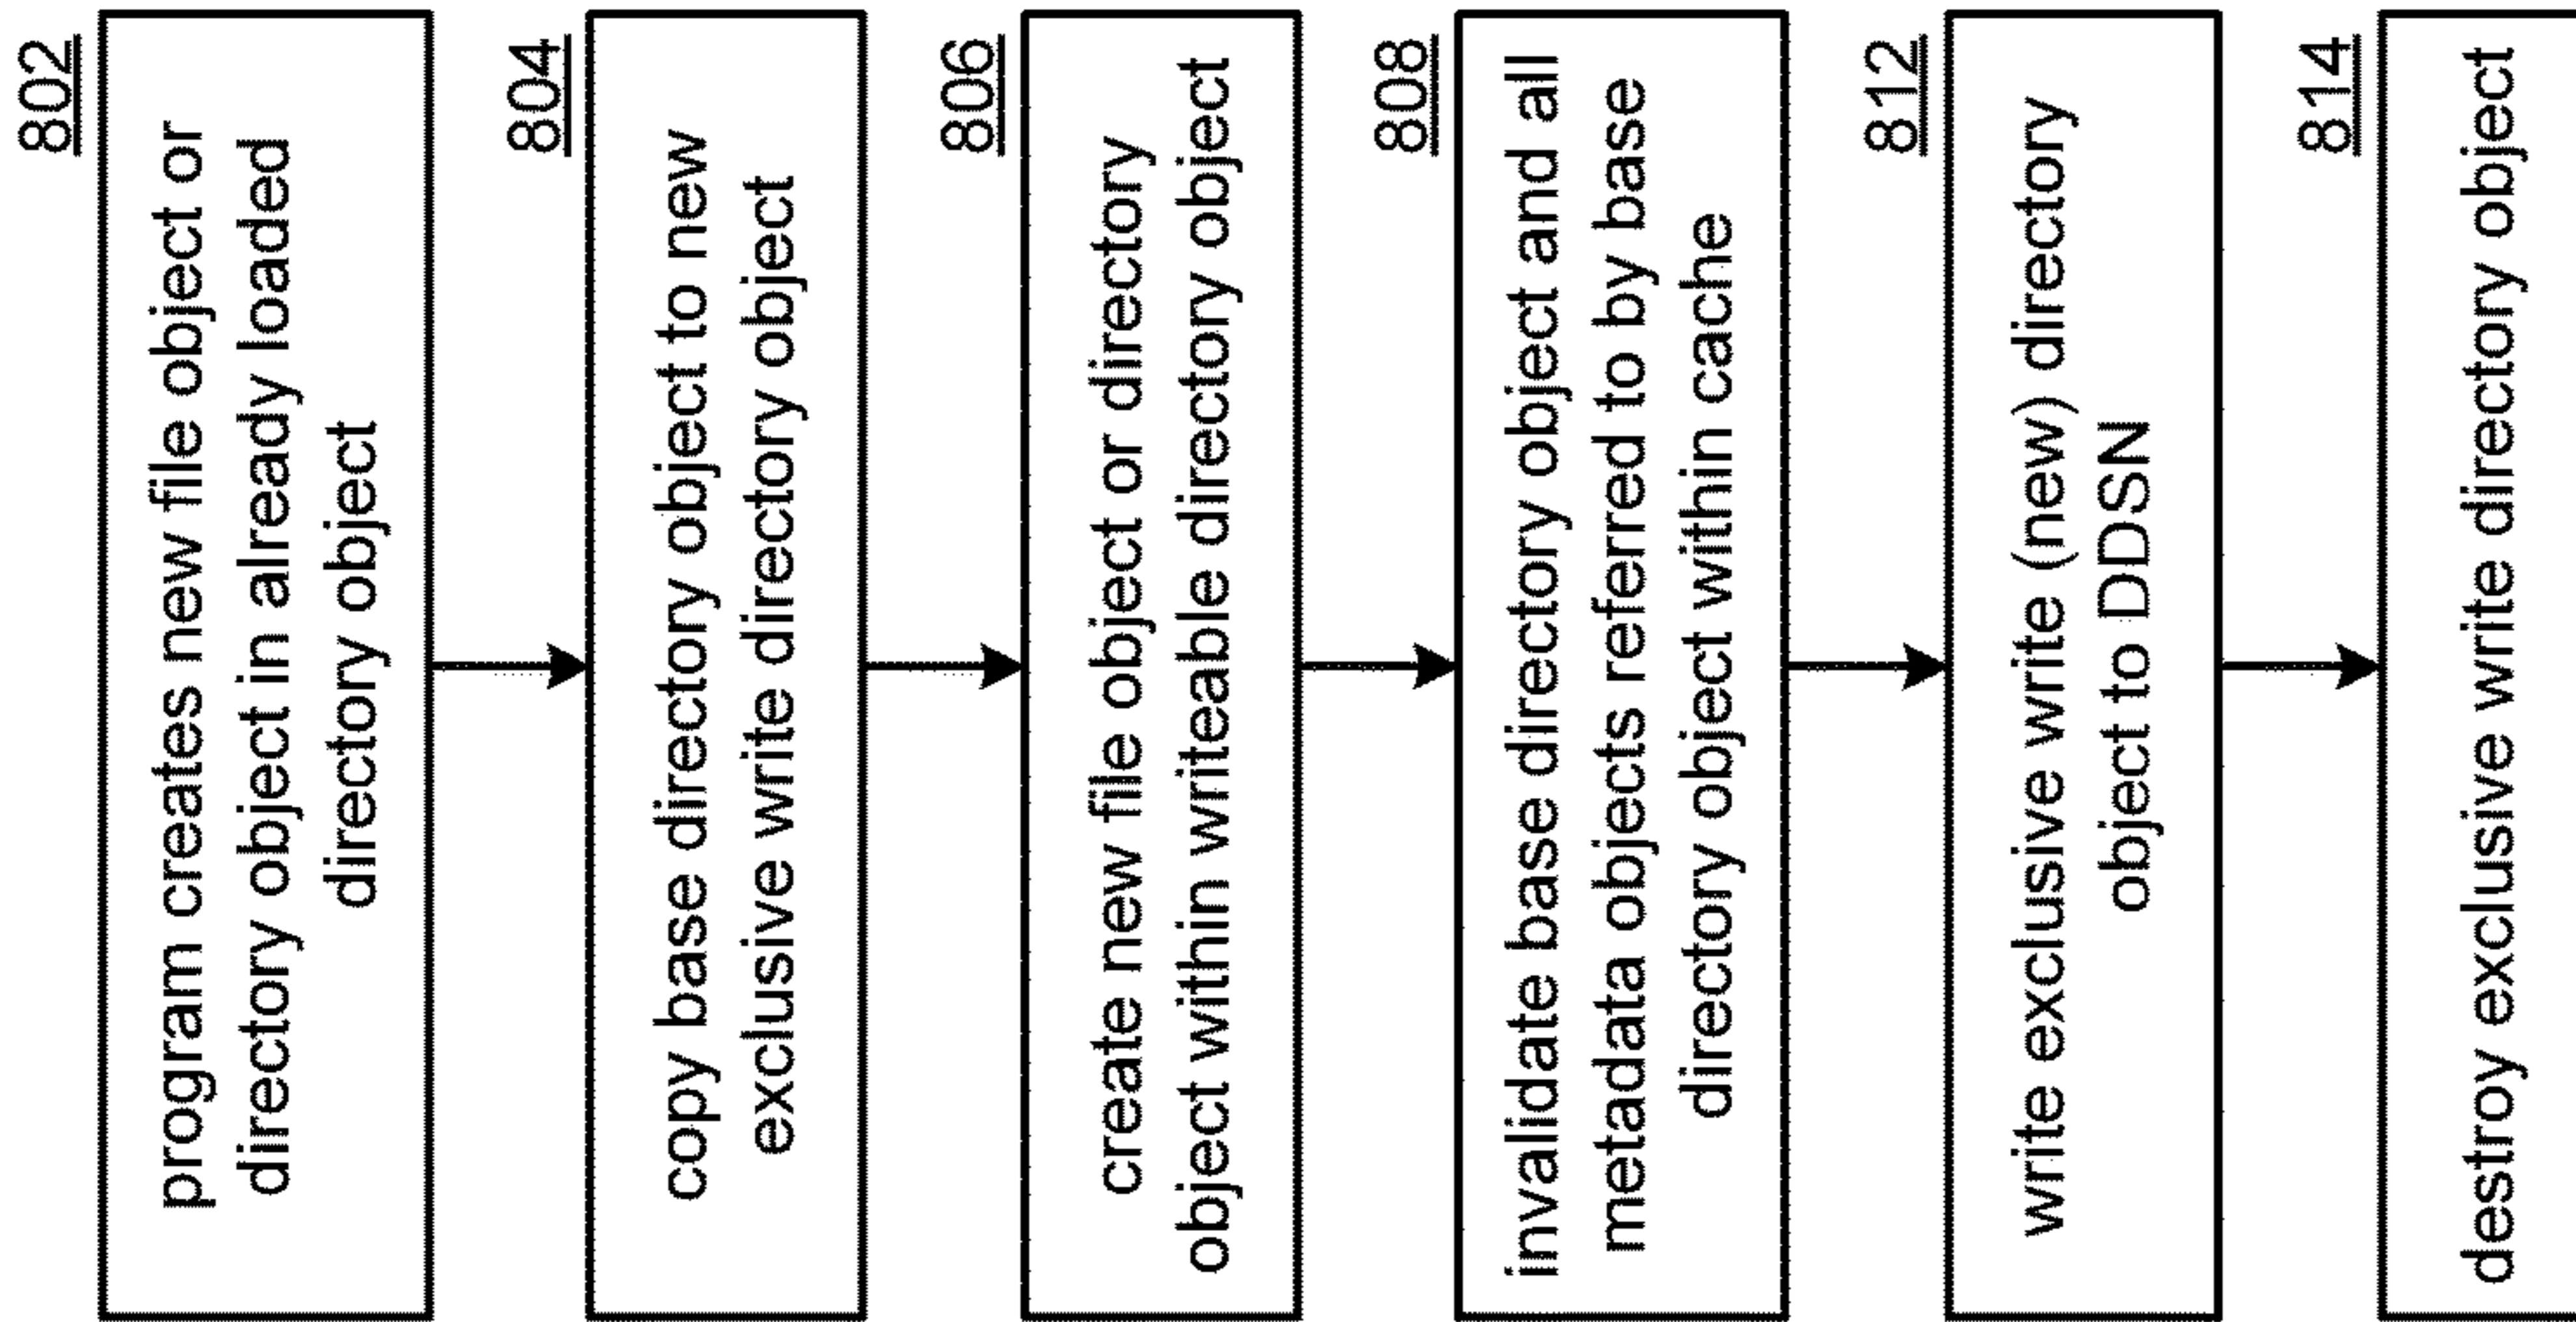 802
program creates new file object or
directory object in already loaded
directory object
804
copy base directory object to new
exclusive write directory object
806
create new file object or directory
object within writeable directory object
808
invalidate base directory object and all
metadata objects referred to by base
directory object within cache
812
write exclusive write (new) directory
object to DDSN
814
destroy exclusive write directory object